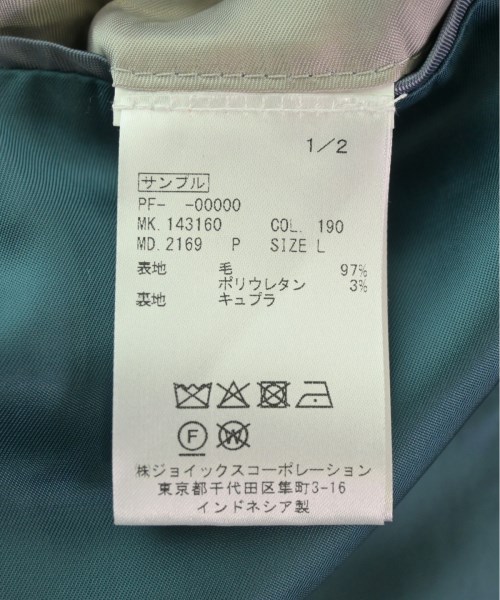 1/2
サンプル
PF- -00000
MK. 143160 COL. 190
MD. 2169 P SIZE L
表地 毛 97%
ポリウレタン 3%
裏地 キュプラ
F
W
㈱ジョイックスコーポレーション
東京都千代田区隼町3-16
インドネシア製